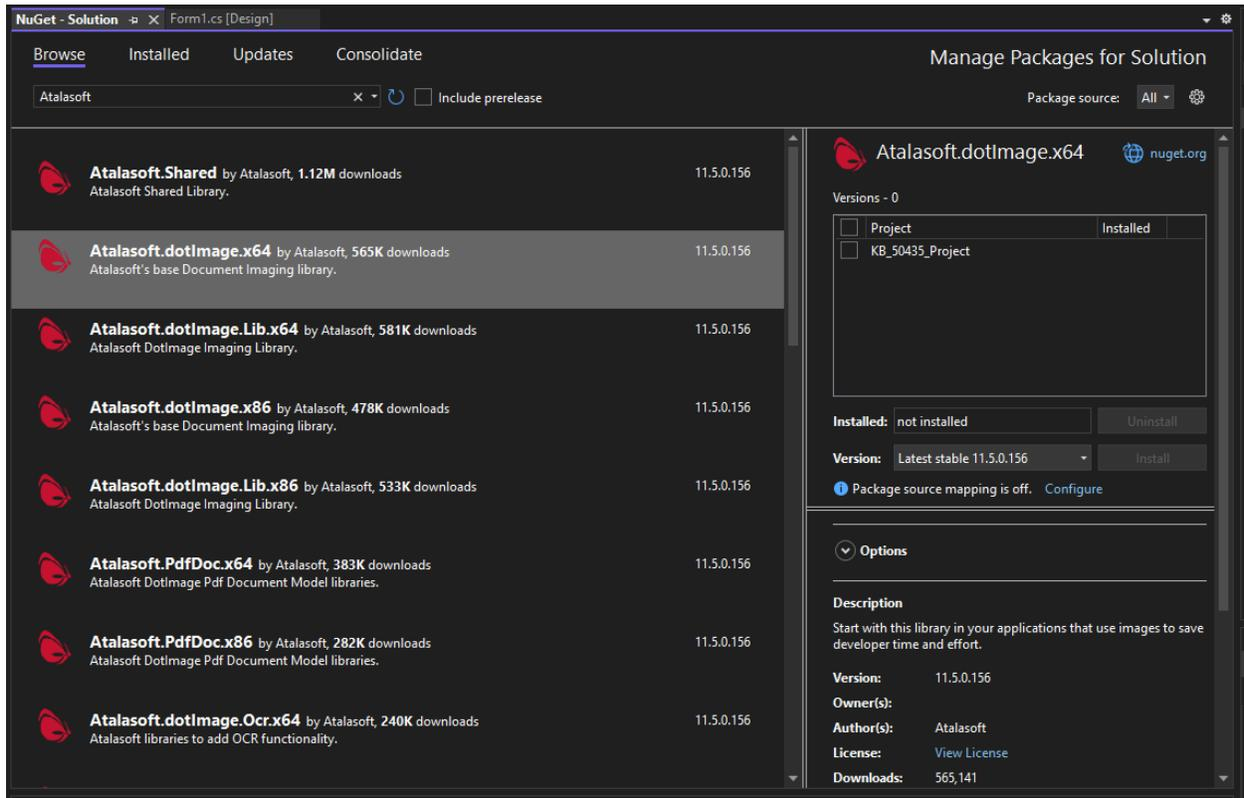 NuGet - Solution
Form1.cs [Design]
Browse Installed Updates Consolidate
Manage Packages for Solution
Atalasoft
Include prerelease
Package source: All
Atalasoft.Shared by Atalasoft, 1.12M downloads 11.5.0.156
Atalasoft Shared Library.
Atalasoft.dotImage.x64 by Atalasoft, 565K downloads 11.5.0.156
Atalasoft's base Document Imaging library.
Atalasoft.dotImage.Lib.x64 by Atalasoft, 581K downloads 11.5.0.156
Atalasoft DotImage Imaging Library.
Atalasoft.dotImage.x86 by Atalasoft, 478K downloads 11.5.0.156
Atalasoft's base Document Imaging library.
Atalasoft.dotImage.Lib.x86 by Atalasoft, 533K downloads 11.5.0.156
Atalasoft DotImage Imaging Library.
Atalasoft.PdfDoc.x64 by Atalasoft, 383K downloads 11.5.0.156
Atalasoft DotImage Pdf Document Model libraries.
Atalasoft.PdfDoc.x86 by Atalasoft, 282K downloads 11.5.0.156
Atalasoft DotImage Pdf Document Model libraries.
Atalasoft.dotImage.Ocr.x64 by Atalasoft, 240K downloads 11.5.0.156
Atalasoft libraries to add OCR functionality.
Atalasoft.dotImage.x64
nuget.org
Versions - 0
Project Installed
KB_50435_Project
Installed: not installed Uninstall
Version: Latest stable 11.5.0.156 Install
Package source mapping is off. Configure
Options
Description
Start with this library in your applications that use images to save
developer time and effort.
Version: 11.5.0.156
Owner(s):
Author(s): Atalasoft
License: View License
Downloads: 565,141